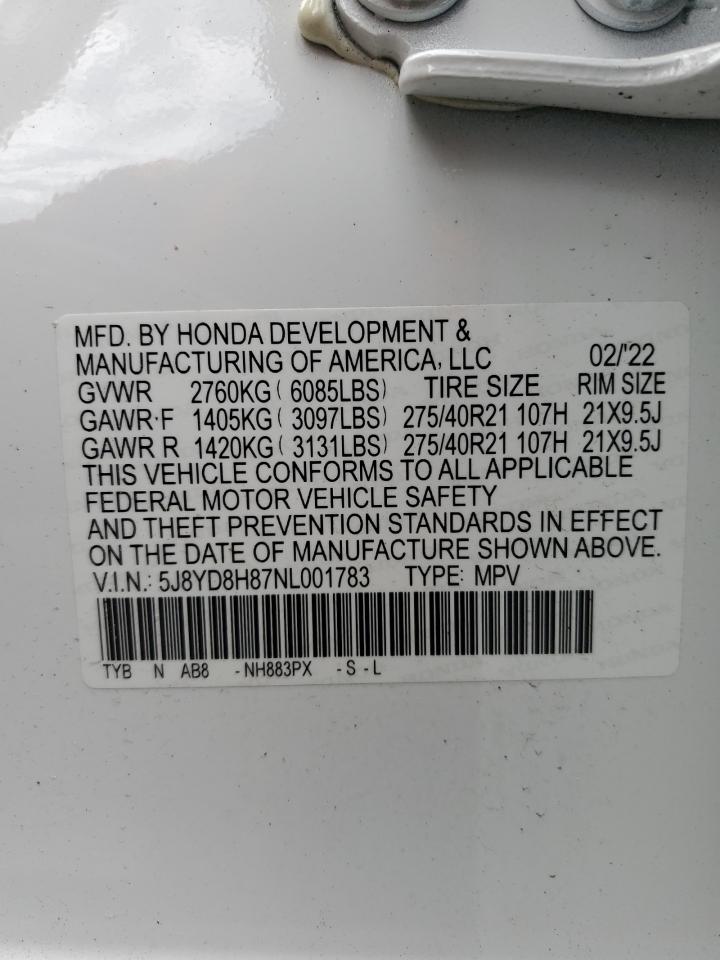 MFD. BY HONDA DEVELOPMENT &
MANUFACTURING OF AMERICA, LLC 02/'22
GVWR 2760KG ( 6085LBS) TIRE SIZE RIM SIZE
GAWR F 1405KG ( 3097LBS) 275/40R21 107H 21X9.5J
GAWR R 1420KG ( 3131LBS) 275/40R21 107H 21X9.5J
THIS VEHICLE CONFORMS TO ALL APPLICABLE
FEDERAL MOTOR VEHICLE SAFETY
AND THEFT PREVENTION STANDARDS IN EFFECT
ON THE DATE OF MANUFACTURE SHOWN ABOVE.
V.I.N.: 5J8YD8H87NL001783 TYPE: MPV
TYB N AB8 - NH883PX - S - L